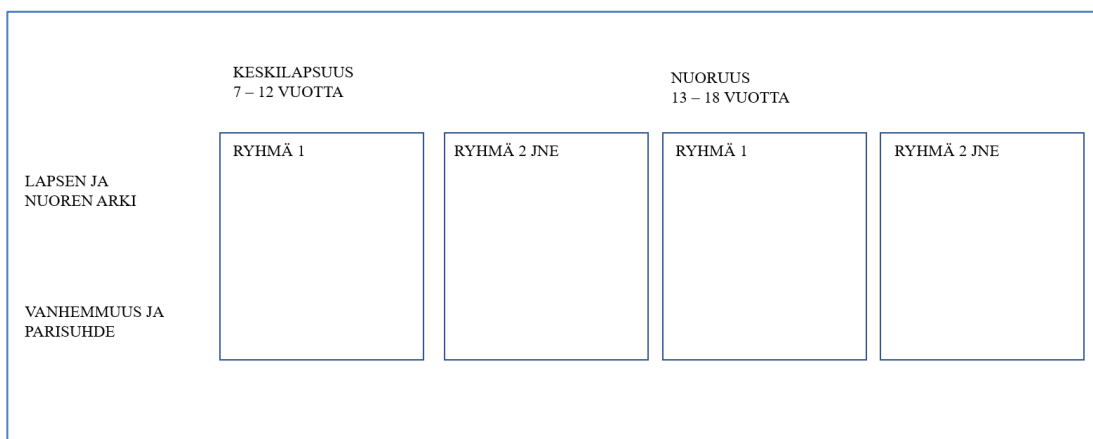 KESKILAPSUUS
7 – 12 VUOTTA
NUORUUS
13 – 18 VUOTTA
RYHMÄ 1
RYHMÄ 2 JNE
RYHMÄ 1
RYHMÄ 2 JNE
LAPSEN JA
NUOREN ARKI
VANHEMMUUS JA
PARISUHDE